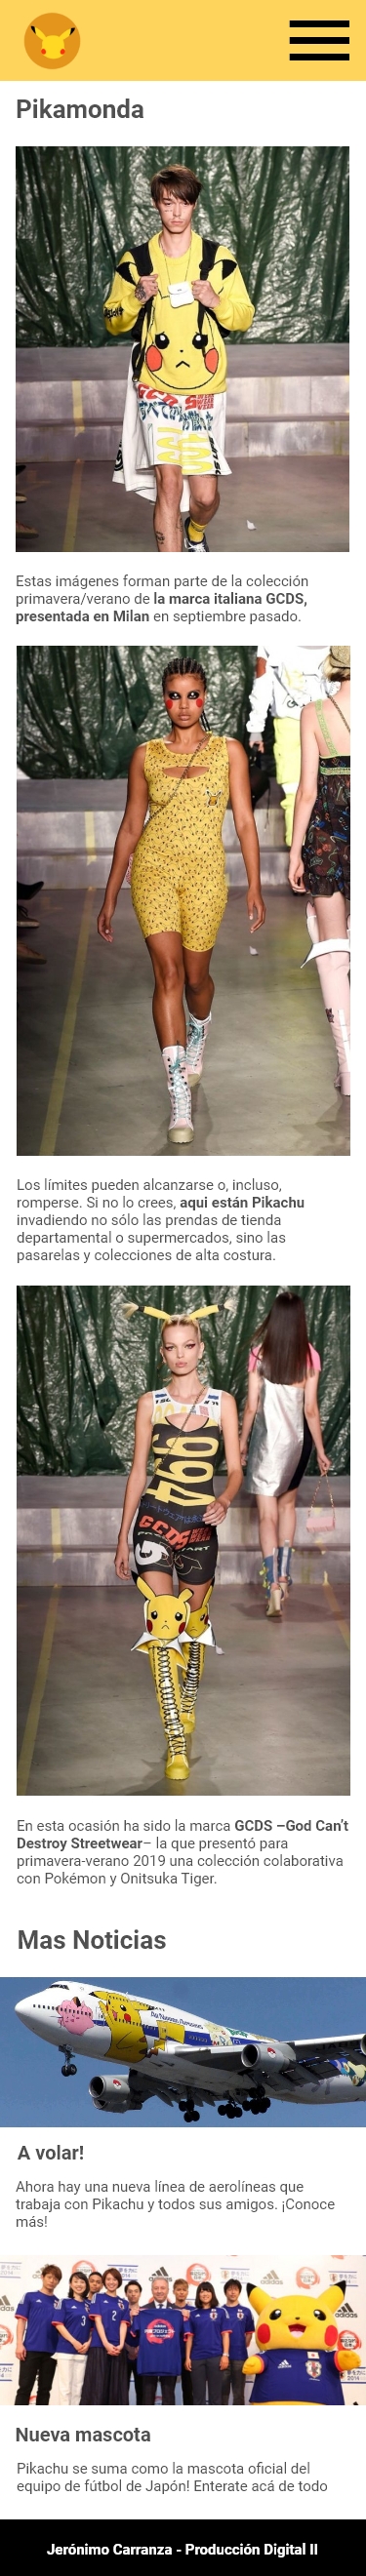 Pikamonda
Estas imágenes forman parte de la colección
primavera/verano de la marca italiana GCDS,
presentada en Milan en septiembre pasado.
Los límites pueden alcanzarse o, incluso,
romperse. Si no lo crees, aqui están Pikachu
invadiendo no sólo las prendas de tienda
departamental o supermercados, sino las
pasarelas y colecciones de alta costura.
GCDS
En esta ocasión ha sido la marca GCDS –God Can't
Destroy Streetwear– la que presentó para
primavera-verano 2019 una colección colaborativa
con Pokémon y Onitsuka Tiger.
Mas Noticias
A volar!
Ahora hay una nueva línea de aerolíneas que
trabaja con Pikachu y todos sus amigos. ¡Conoce
más!
adidas
adidas
Nueva mascota
Pikachu se suma como la mascota oficial del
equipo de fútbol de Japón! Enterate acá de todo
Jerónimo Carranza - Producción Digital II